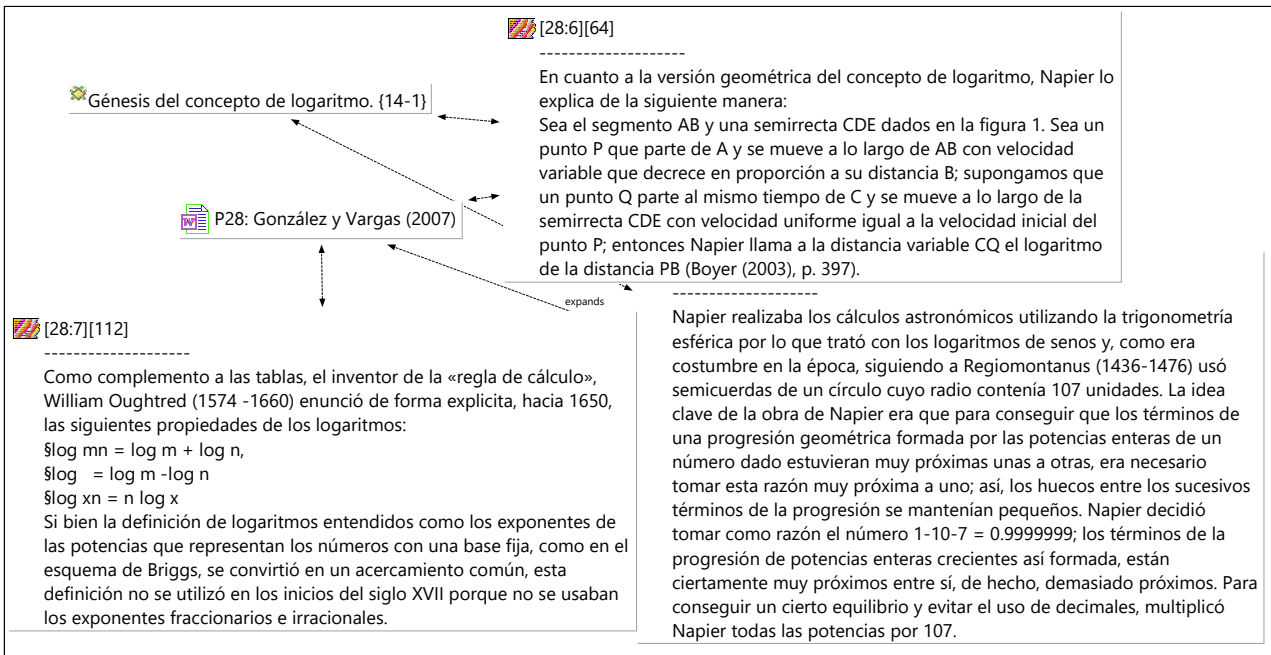 [28:6][64]
--------------------
En cuanto a la versión geométrica del concepto de logaritmo, Napier lo
explica de la siguiente manera:
Sea el segmento AB y una semirrecta CDE dados en la figura 1. Sea un
punto P que parte de A y se mueve a lo largo de AB con velocidad
variable que decrece en proporción a su distancia B; supongamos que
un punto Q parte al mismo tiempo de C y se mueve a lo largo de la
semirrecta CDE con velocidad uniforme igual a la velocidad inicial del
punto P; entonces Napier llama a la distancia variable CQ el logaritmo
de la distancia PB (Boyer (2003), p. 397).
Génesis del concepto de logaritmo. {14-1}
P28: González y Vargas (2007)
expands
[28:7][112]
--------------------
Como complemento a las tablas, el inventor de la «regla de cálculo»,
William Oughtred (1574 -1660) enunció de forma explicita, hacia 1650,
las siguientes propiedades de los logaritmos:
§log mn = log m + log n,
§log   = log m -log n
§log xn = n log x
Si bien la definición de logaritmos entendidos como los exponentes de
las potencias que representan los números con una base fija, como en el
esquema de Briggs, se convirtió en un acercamiento común, esta
definición no se utilizó en los inicios del siglo XVII porque no se usaban
los exponentes fraccionarios e irracionales.
--------------------
Napier realizaba los cálculos astronómicos utilizando la trigonometría
esférica por lo que trató con los logaritmos de senos y, como era
costumbre en la época, siguiendo a Regiomontanus (1436-1476) usó
semicuerdas de un círculo cuyo radio contenía 107 unidades. La idea
clave de la obra de Napier era que para conseguir que los términos de
una progresión geométrica formada por las potencias enteras de un
número dado estuvieran muy próximas unas a otras, era necesario
tomar esta razón muy próxima a uno; así, los huecos entre los sucesivos
términos de la progresión se mantenían pequeños. Napier decidió
tomar como razón el número 1-10-7 = 0.9999999; los términos de la
progresión de potencias enteras crecientes así formada, están
ciertamente muy próximos entre sí, de hecho, demasiado próximos. Para
conseguir un cierto equilibrio y evitar el uso de decimales, multiplicó
Napier todas las potencias por 107.